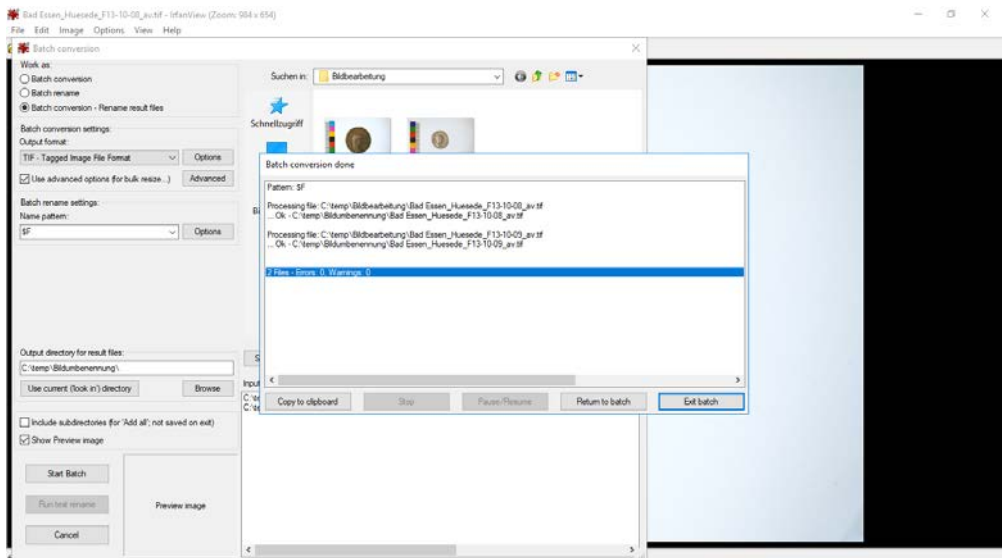 Bad Essen_Huesede_F13-10-08_av.tif - IrfanView (Zoom: 984 x 654)
File Edit Image Options View Help
Batch conversion
Work as:
Batch conversion
Batch rename
Batch conversion - Rename result files
Batch conversion settings:
Output format:
TIF - Tagged Image File Format
Options
Use advanced options (for bulk resize...)
Advanced
Batch rename settings:
Name pattern:
$F
Options
Output directory for result files:
C:\temp\Bildumbenennung\
Use current ('look in') directory
Browse
Include subdirectories (for 'Add all'; not saved on exit)
Show Preview image
Start Batch
Run test rename
Cancel
Preview image
Suchen in:
Bildbearbeitung
Schnellzugriff
Batch conversion done
Pattern: $F
Processing file: C:\temp\Bildbearbeitung\Bad Essen_Huesede_F13-10-08_av.tif
... Ok - C:\temp\Bildumbenennung\Bad Essen_Huesede_F13-10-08_av.tif
Processing file: C:\temp\Bildbearbeitung\Bad Essen_Huesede_F13-10-09_av.tif
... Ok - C:\temp\Bildumbenennung\Bad Essen_Huesede_F13-10-09_av.tif
2 Files - Errors: 0, Warnings: 0
Copy to clipboard
Stop
Pause/Resume
Return to batch
Exit batch